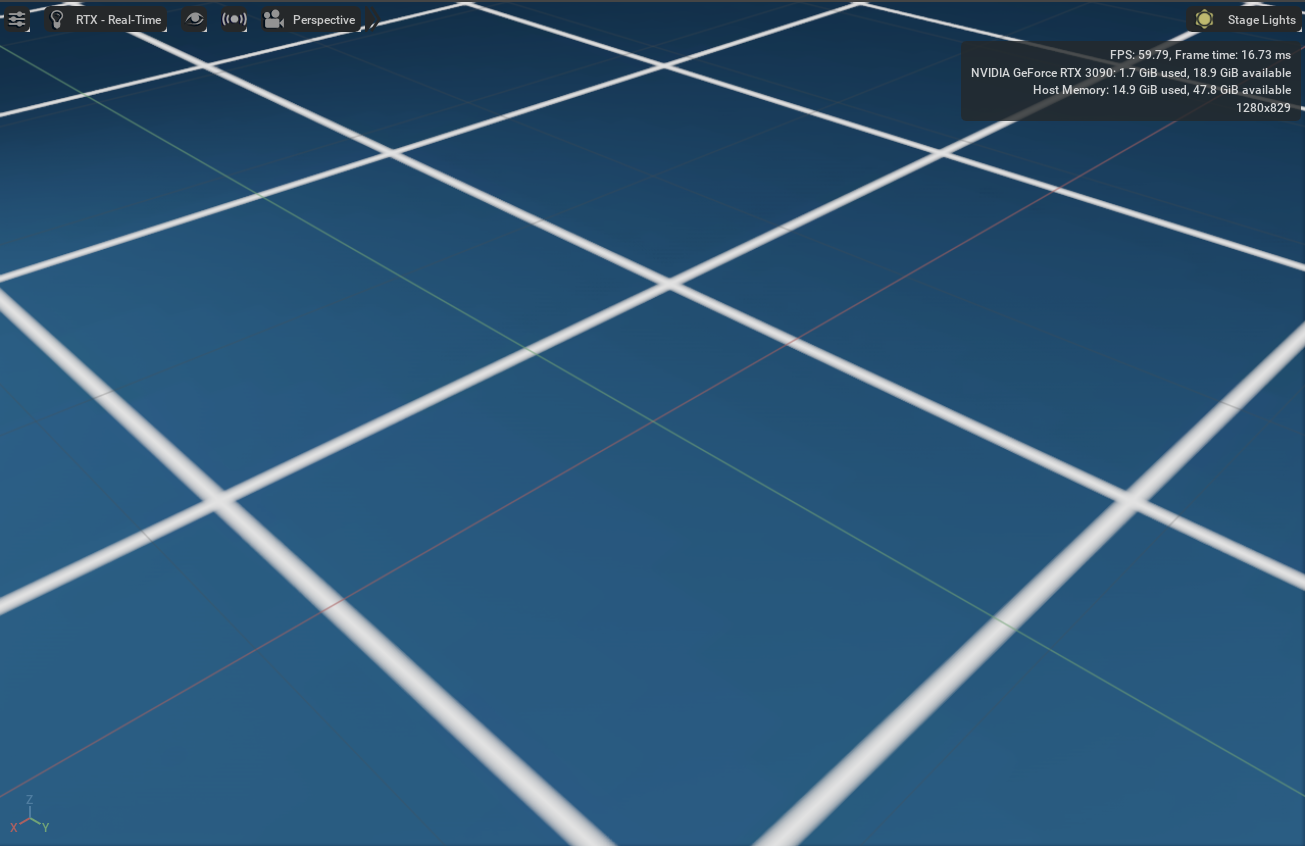 RTX - Real-Time
Perspective
Stage Lights
FPS: 59.79, Frame time: 16.73 ms
NVIDIA GeForce RTX 3090: 1.7 GiB used, 18.9 GiB available
Host Memory: 14.9 GiB used, 47.8 GiB available
1280x829
Z
X
Y